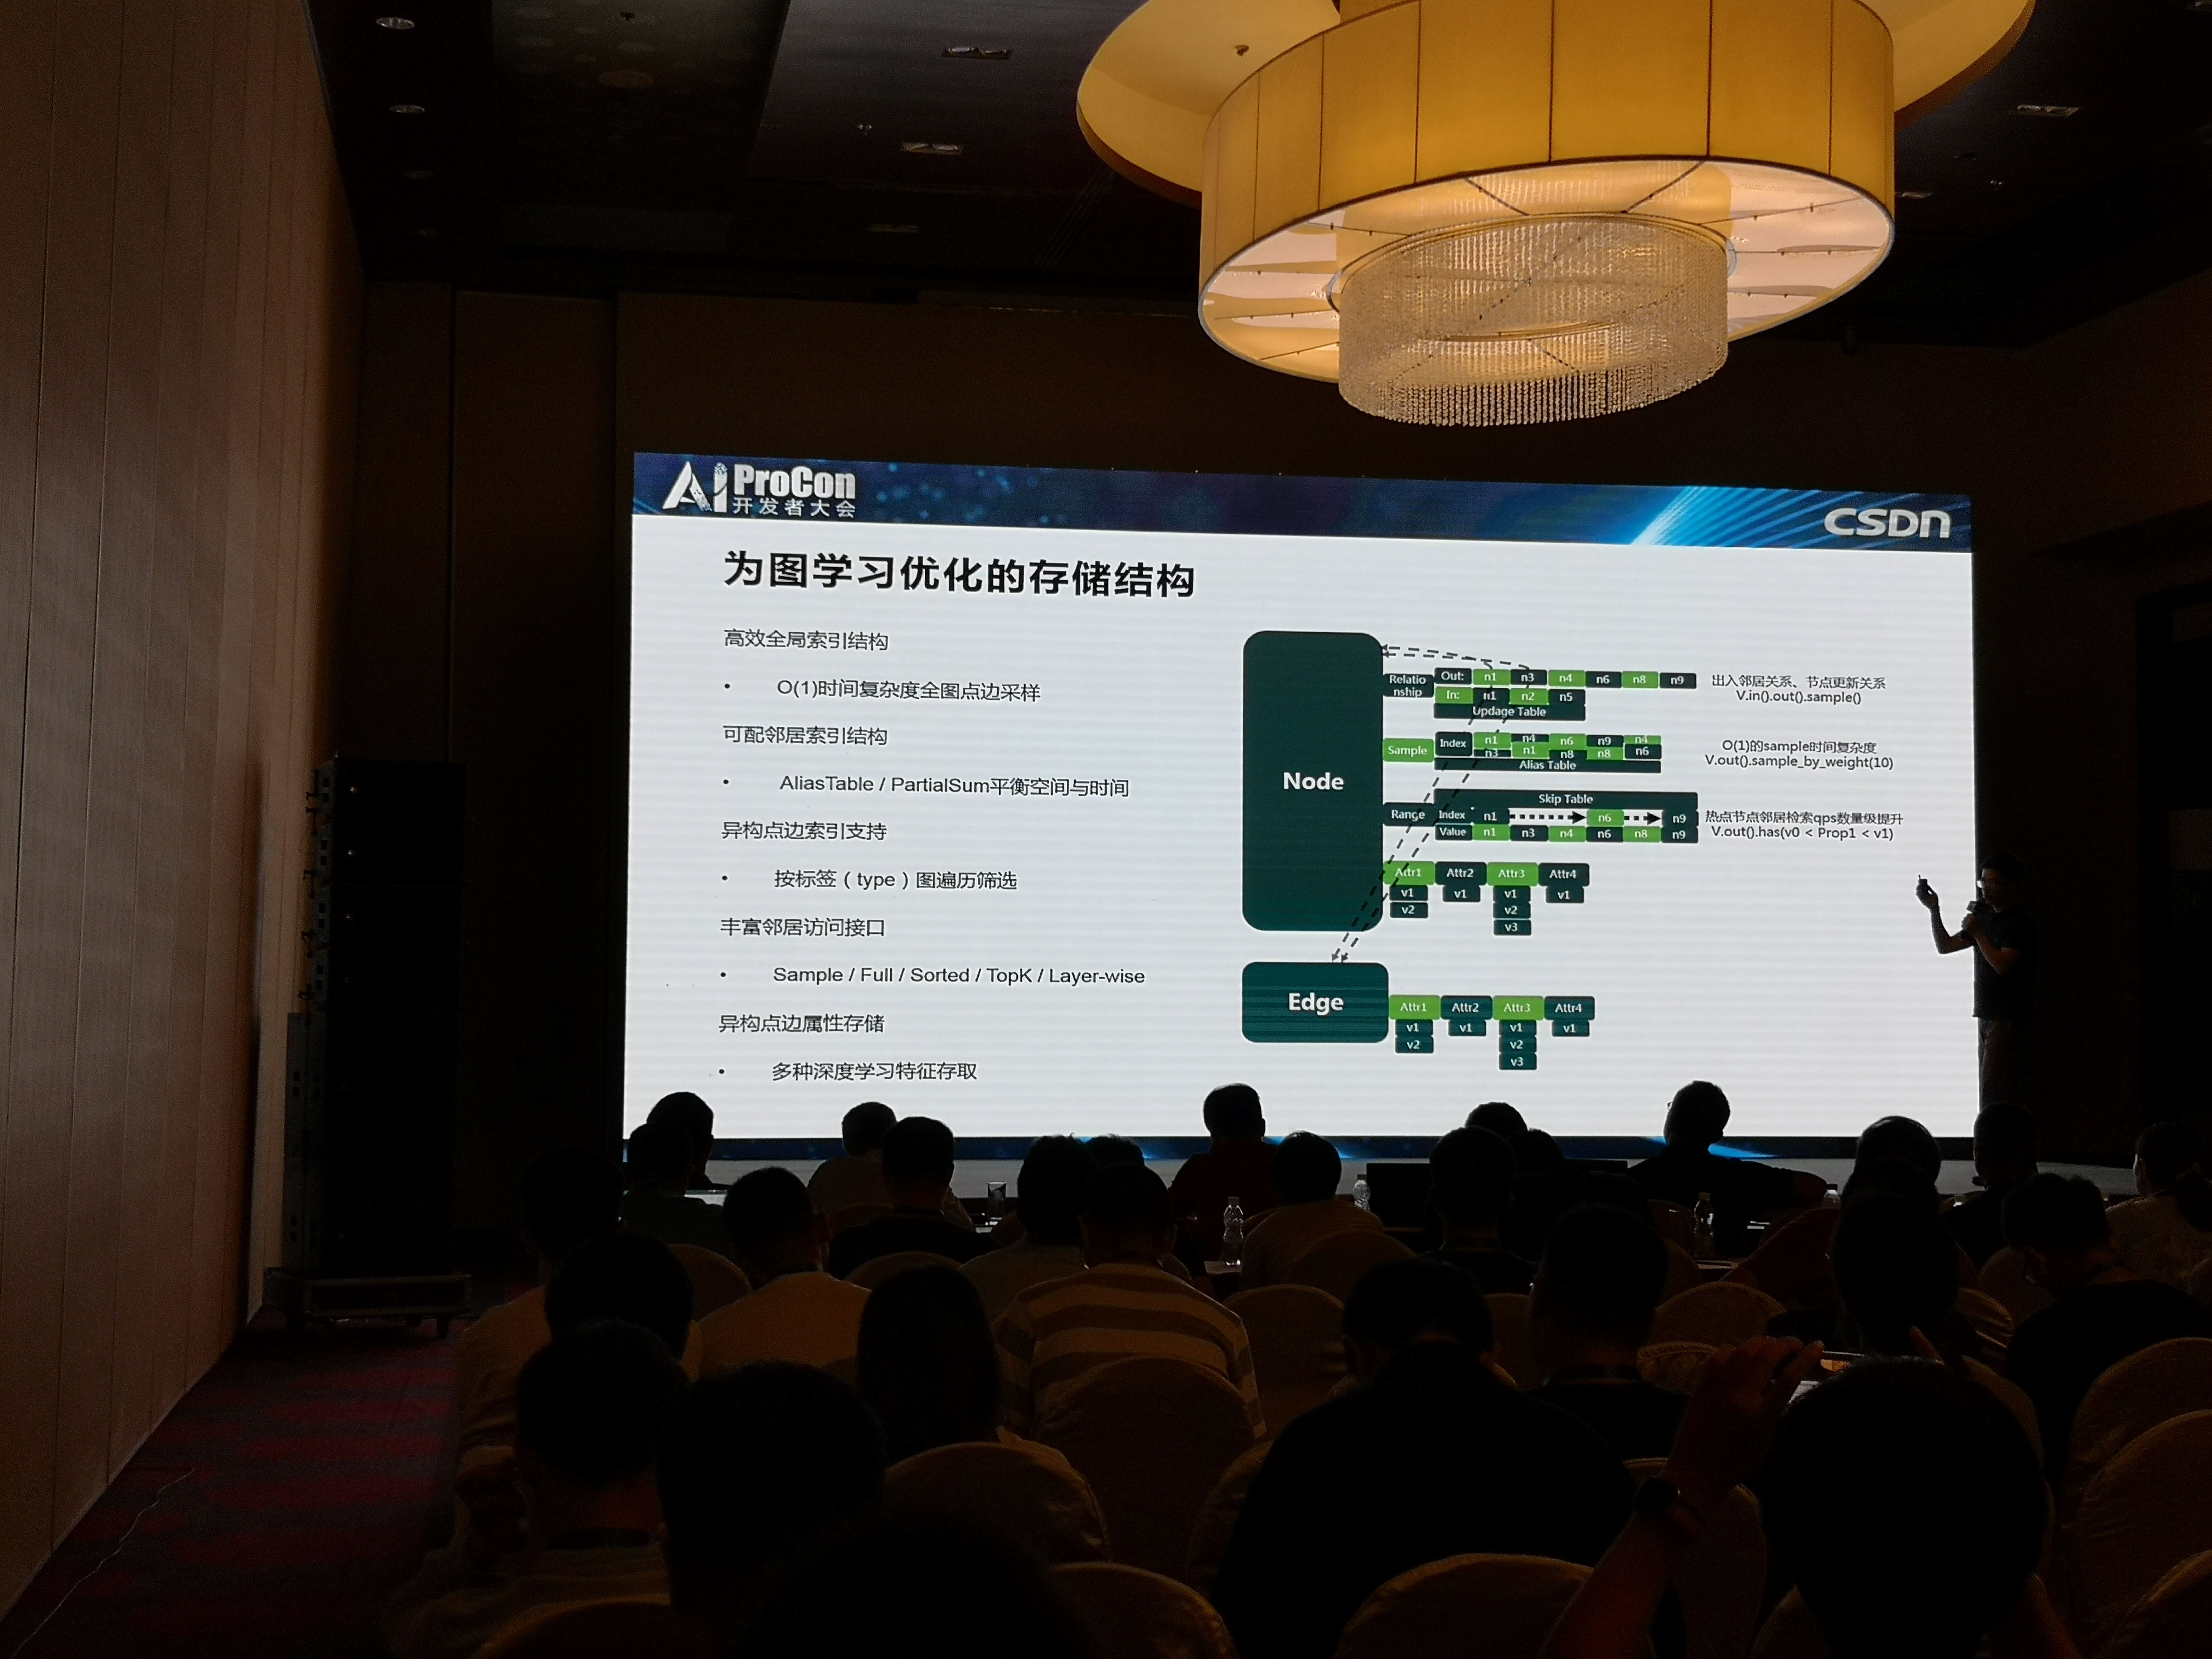 AI ProCon
开发者大会
CSDN
为图学习优化的存储结构
高效全局索引结构
• O(1)时间复杂度全图点边采样
可配邻居索引结构
• AliasTable / PartialSum平衡空间与时间
异构点边索引支持
• 按标签（type）图遍历筛选
丰富邻居访问接口
• Sample / Full / Sorted / TopK / Layer-wise
异构点边属性存储
• 多种深度学习特征存取
Node
Relatio
nship
Out: n1 n3 n4 n6 n8 n9
In: n1 n2 n5
Updage Table
出入邻居关系、节点更新关系
V.in().out().sample()
Sample
Index
n1 n4 n6 n9 n4
n3 n1 n8 n8 n6
Alias Table
O(1)的sample时间复杂度
V.out().sample_by_weight(10)
Skip Table
Range
Index n1 n6 n9
Value n1 n3 n4 n6 n8 n9
热点节点邻居检索qps数量级提升
V.out().has(v0 < Prop1 < v1)
Attr1 Attr2 Attr3 Attr4
v1 v1 v1 v1
v2 v2
v3
Edge
Attr1 Attr2 Attr3 Attr4
v1 v1 v1 v1
v2 v2
v3